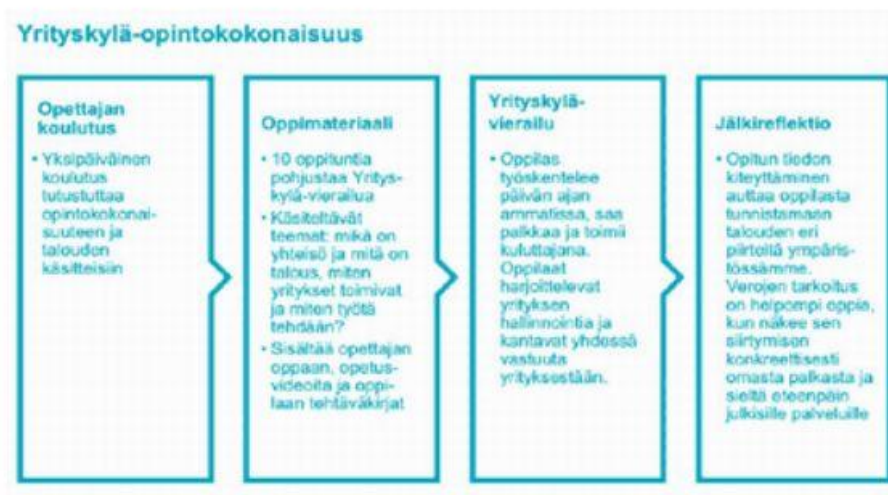 Yrityskylä-opintokokonaisuus
Opettajan
koulutus
• Yksipäiväinen
koulutus
tutustuttaa
opintokokonai-
suuteen ja
talouden
käsitteisiin
Oppimateriaali
• 10 oppituntia
pohjustaa Yritys-
kylä-vierailua
• Käsiteltävät
teemat: mikä on
yhteisö ja mitä on
talous, miten
yritykset toimivat
ja miten työtä
tehdään?
• Sisältää opettajan
oppaan, opetus-
videoita ja oppi-
laan tehtäväkirjat
Yrityskylä-
vierailu
• Oppilas
työskentelee
päivän ajan
ammatissa, saa
palkkaa ja toimii
kuluttajana.
Oppilaat
harjoittelevat
yrityksen
hallinnointia ja
kantavat yhdessä
vastuuta
yrityksestään.
Jälkireflektio
• Opitun tiedon
kiteyttäminen
auttaa oppilasta
tunnistamaan
talouden eri
piirteitä ympäris-
tössämme.
Verojen tarkoitus
on helpompi oppia,
kun näkee sen
siirtymisen
konkreettisesti
omasta palkasta ja
sieltä eteenpäin
julkisille palveluille